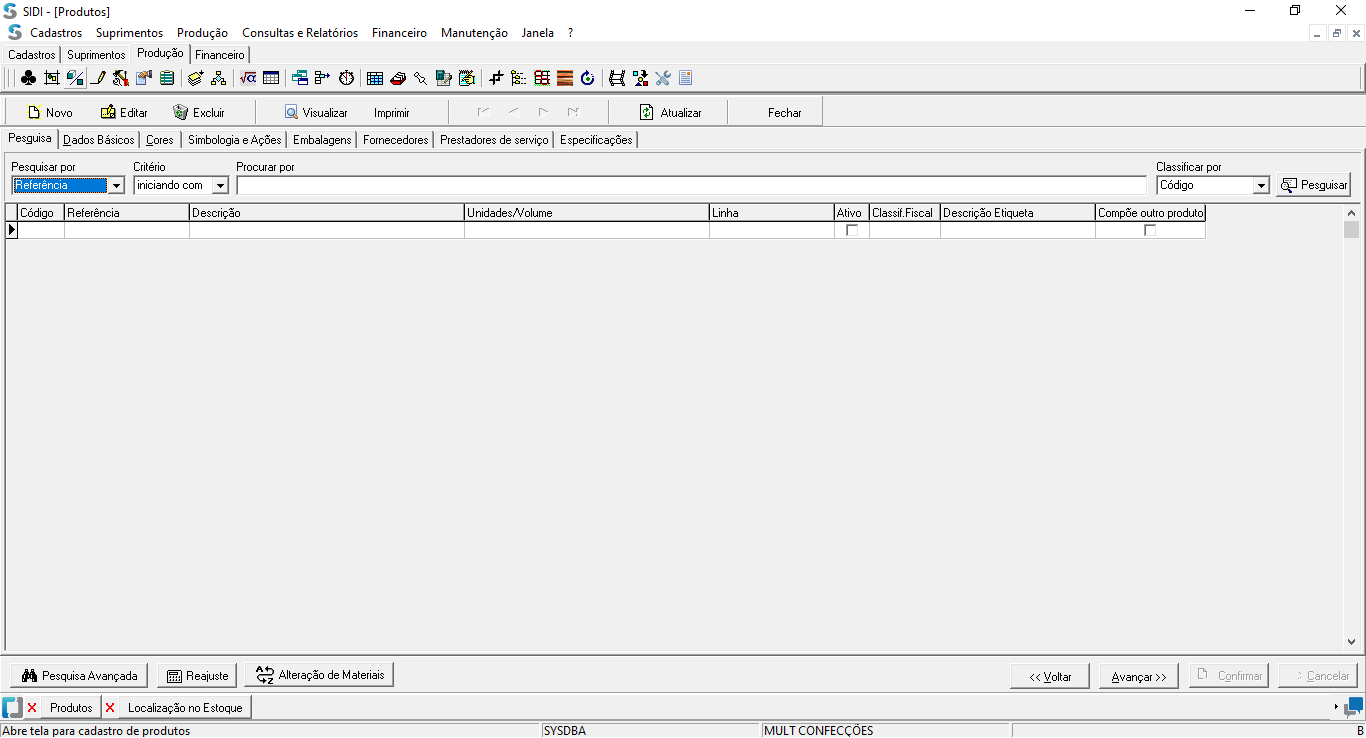 SIDI - [Produtos]
Cadastros Suprimentos Produção Consultas e Relatórios Financeiro Manutenção Janela ?
Cadastros Suprimentos Produção Financeiro
Novo Editar Excluir Visualizar Imprimir Atualizar Fechar
Pesquisa Dados Básicos Cores Simbologia e Ações Embalagens Fornecedores Prestadores de serviço Especificações
Pesquisar por Critério Procurar por Classificar por
Referência iniciando com Código Pesquisar
Código Referência Descrição Unidades/Volume Linha Ativo Classif.Fiscal Descrição Etiqueta Compõe outro produto
Pesquisa Avançada Reajuste Alteração de Materiais << Voltar Avançar >> Confirmar Cancelar
Produtos Localização no Estoque
Abre tela para cadastro de produtos SYSDBA MULT CONFECÇÕES B